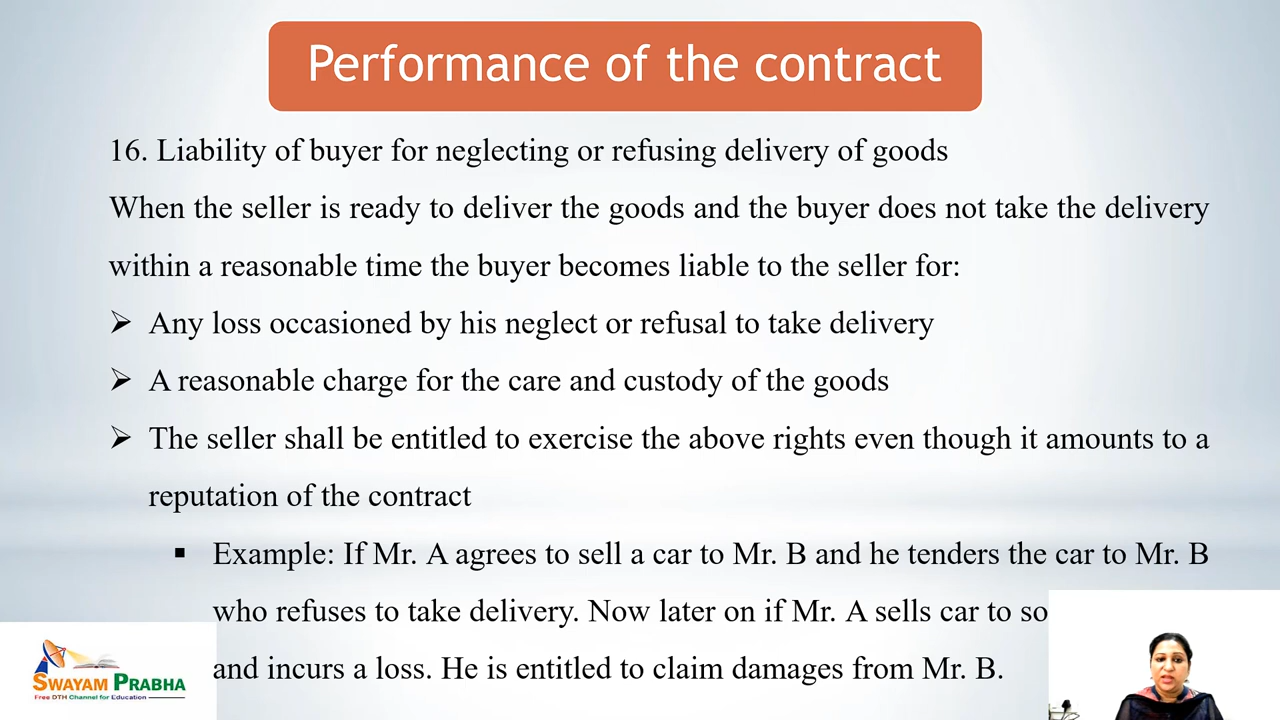 Performance of the contract
16. Liability of buyer for neglecting or refusing delivery of goods
When the seller is ready to deliver the goods and the buyer does not take the delivery
within a reasonable time the buyer becomes liable to the seller for:
➢ Any loss occasioned by his neglect or refusal to take delivery
➢ A reasonable charge for the care and custody of the goods
➢ The seller shall be entitled to exercise the above rights even though it amounts to a
reputation of the contract
▪ Example: If Mr. A agrees to sell a car to Mr. B and he tenders the car to Mr. B
who refuses to take delivery. Now later on if Mr. A sells car to so
and incurs a loss. He is entitled to claim damages from Mr. B.
SWAYAM PRABHA
Free DTH Channel for Education